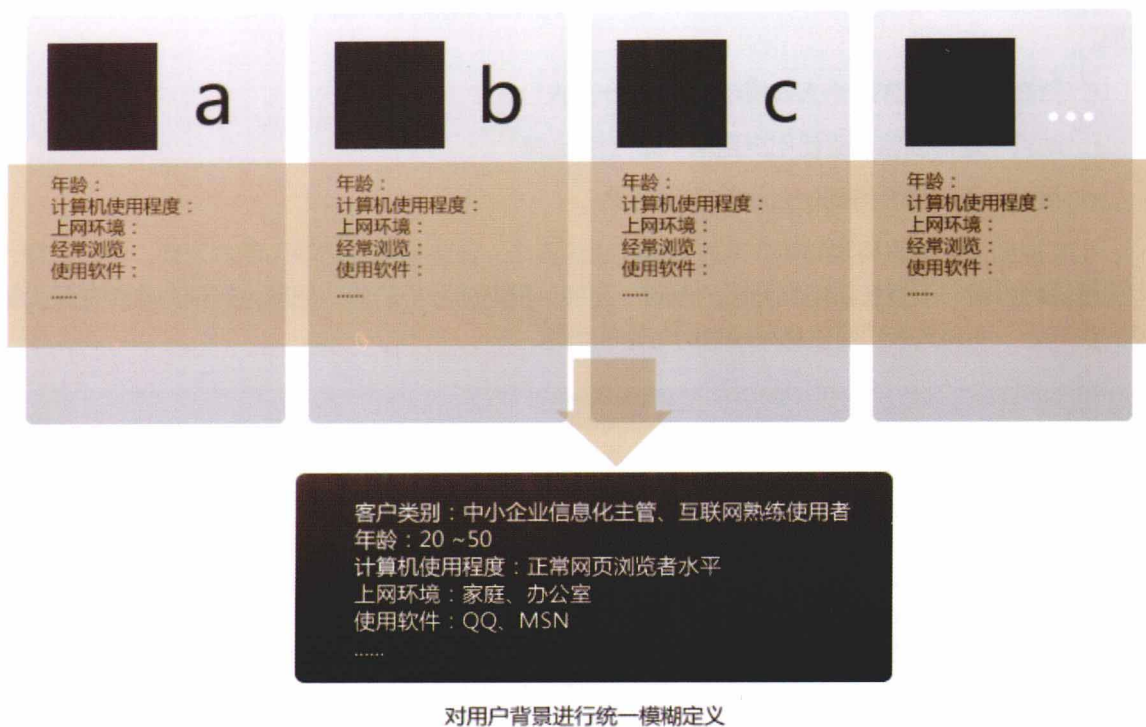 a
年龄：
计算机使用程度：
上网环境：
经常浏览：
使用软件：
......
b
年龄：
计算机使用程度：
上网环境：
经常浏览：
使用软件：
......
c
年龄：
计算机使用程度：
上网环境：
经常浏览：
使用软件：
......
...
年龄：
计算机使用程度：
上网环境：
经常浏览：
使用软件：
......
客户类别：中小企业信息化主管、互联网熟练使用者
年龄：20 ~50
计算机使用程度：正常网页浏览者水平
上网环境：家庭、办公室
使用软件：QQ、MSN
......
对用户背景进行统一模糊定义